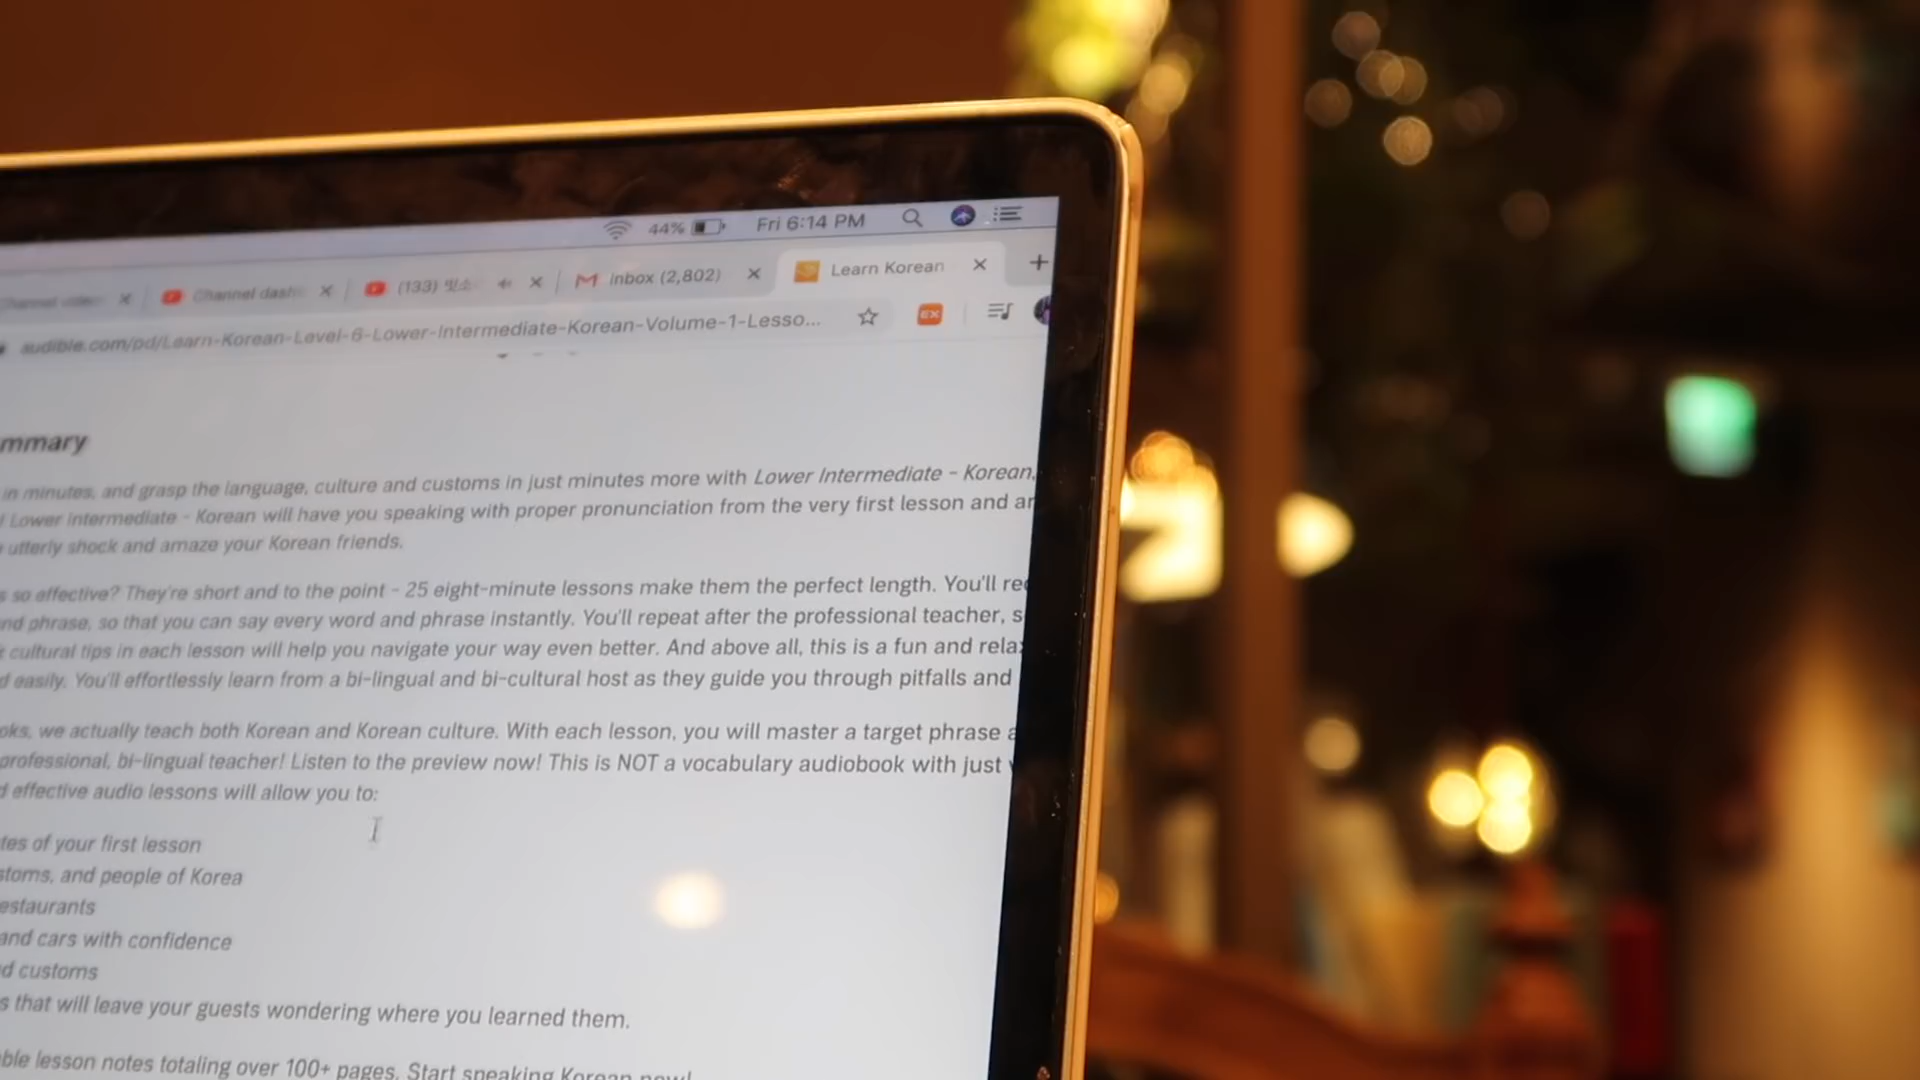 44% Fri 6:14 PM
Channel video Channel dash (133) Inbox (2,802) Learn Korean
audible.com/pd/Learn-Korean-Level-6-Lower-Intermediate-Korean-Volume-1-Lesso...
EX
mmary
in minutes, and grasp the language, culture and customs in just minutes more with Lower Intermediate - Korean,
Lower Intermediate - Korean will have you speaking with proper pronunciation from the very first lesson and ar
utterly shock and amaze your Korean friends.
s so effective? They're short and to the point - 25 eight-minute lessons make them the perfect length. You'll re
nd phrase, so that you can say every word and phrase instantly. You'll repeat after the professional teacher, s
cultural tips in each lesson will help you navigate your way even better. And above all, this is a fun and rela
d easily. You'll effortlessly learn from a bi-lingual and bi-cultural host as they guide you through pitfalls and
oks, we actually teach both Korean and Korean culture. With each lesson, you will master a target phrase a
professional, bi-lingual teacher! Listen to the preview now! This is NOT a vocabulary audiobook with just
d effective audio lessons will allow you to:
tes of your first lesson
stoms, and people of Korea
estaurants
and cars with confidence
d customs
s that will leave your guests wondering where you learned them.
ble lesson notes totaling over 100+ pages. Start speaking Korean now!